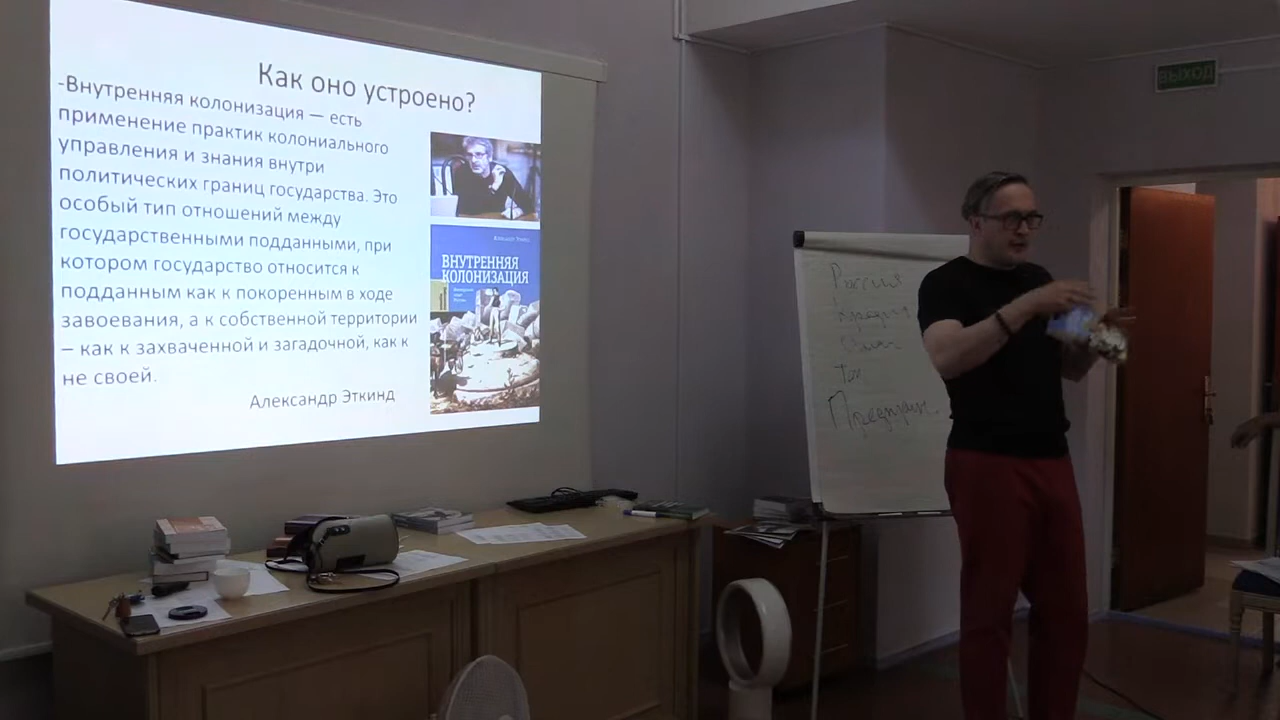 Как оно устроено?
-Внутренняя колонизация — есть
применение практик колониального
управления и знания внутри
политических границ государства. Это
особый тип отношений между
государственными подданными, при
котором государство относится к
подданным как к покоренным в ходе
завоевания, а к собственной территории
– как к захваченной и загадочной, как к
не своей.
Александр Эткинд
ВНУТРЕННЯЯ
КОЛОНИЗАЦИЯ
Россия
ВЫХОД